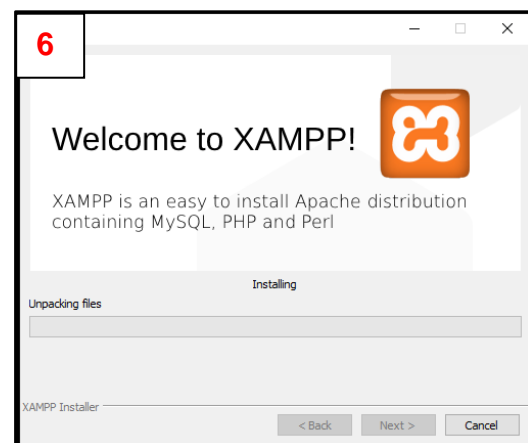 6
Welcome to XAMPP!
XAMPP is an easy to install Apache distribution
containing MySQL, PHP and Perl
Installing
Unpacking files
XAMPP Installer
< Back Next > Cancel